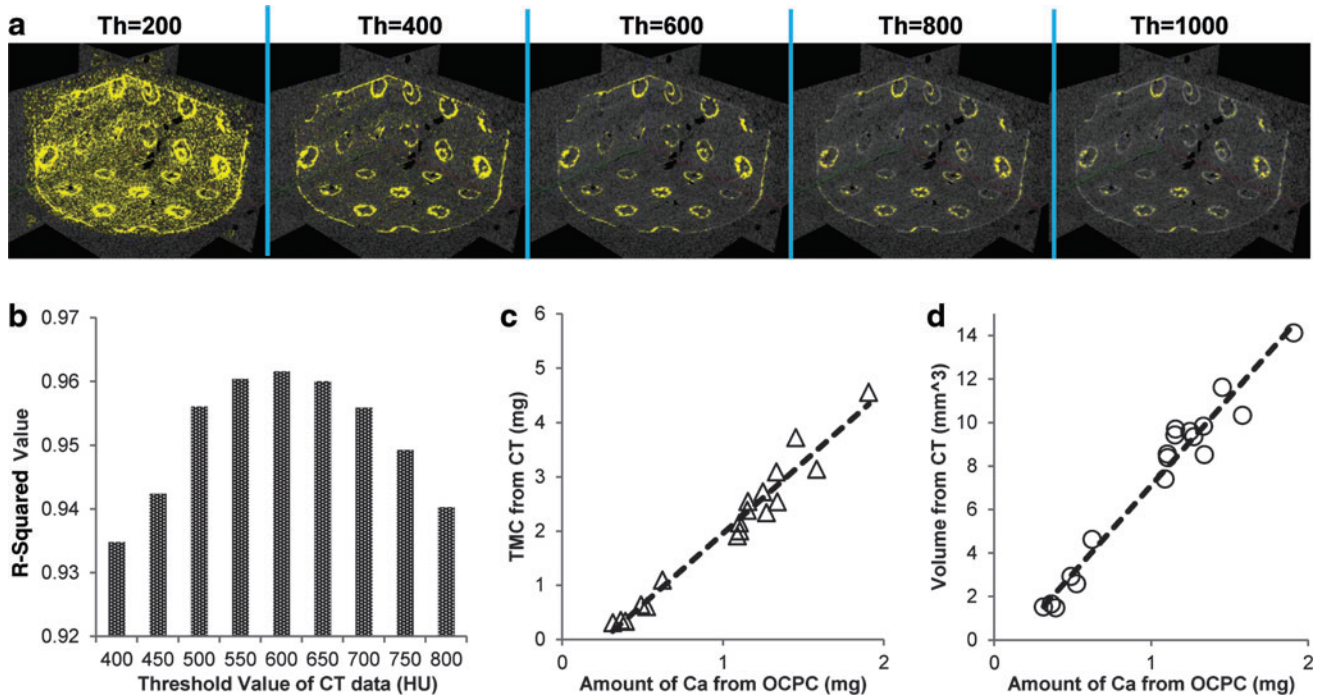 a
Th=200 Th=400 Th=600 Th=800 Th=1000
b
R-Squared Value
0.97
0.96
0.95
0.94
0.93
0.92
400 450 500 550 600 650 700 750 800
Threshold Value of CT data (HU)
c
TMC from CT (mg)
6
5
4
3
2
1
0
0 1 2
Amount of Ca from OCPC (mg)
d
Volume from CT (mm^3)
14
12
10
8
6
4
2
0 1 2
Amount of Ca from OCPC (mg)